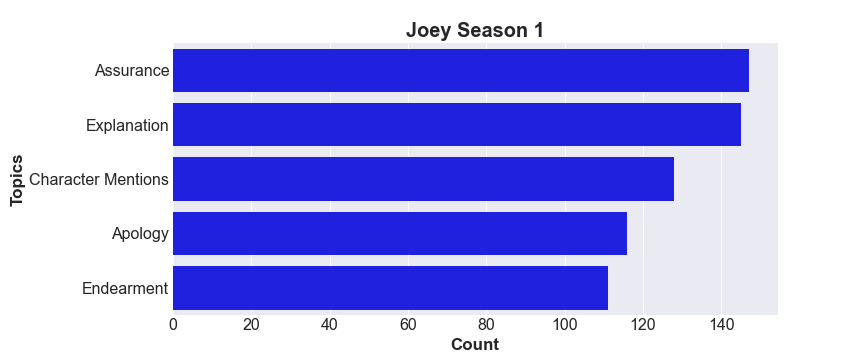 Joey Season 1
Topics
Assurance
Explanation
Character Mentions
Apology
Endearment
0 20 40 60 80 100 120 140
Count